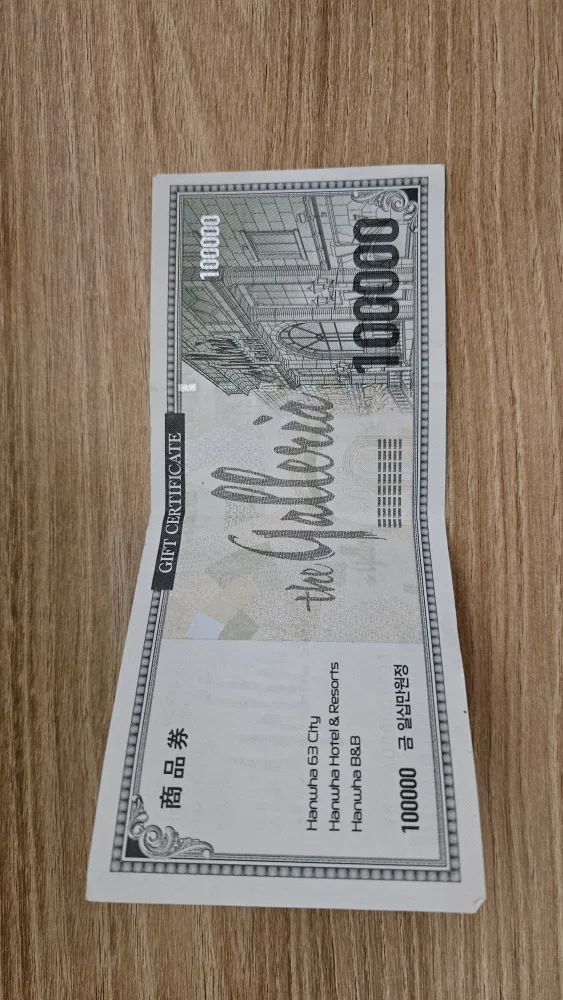 GIFT CERTIFICATE
商品券
100000
the Galleria
Hanwha 63 City
Hanwha Hotel & Resorts
Hanwha B&B
100000 금 일십만원정
100000